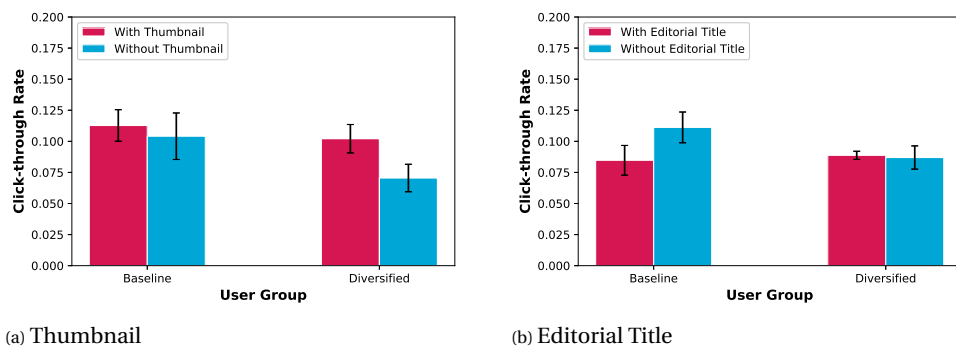 0.200
0.175
0.150
0.125
0.100
0.075
0.050
0.025
0.000
Click-through Rate
With Thumbnail
Without Thumbnail
Baseline
Diversified
User Group
(a) Thumbnail
0.200
0.175
0.150
0.125
0.100
0.075
0.050
0.025
0.000
Click-through Rate
With Editorial Title
Without Editorial Title
Baseline
Diversified
User Group
(b) Editorial Title